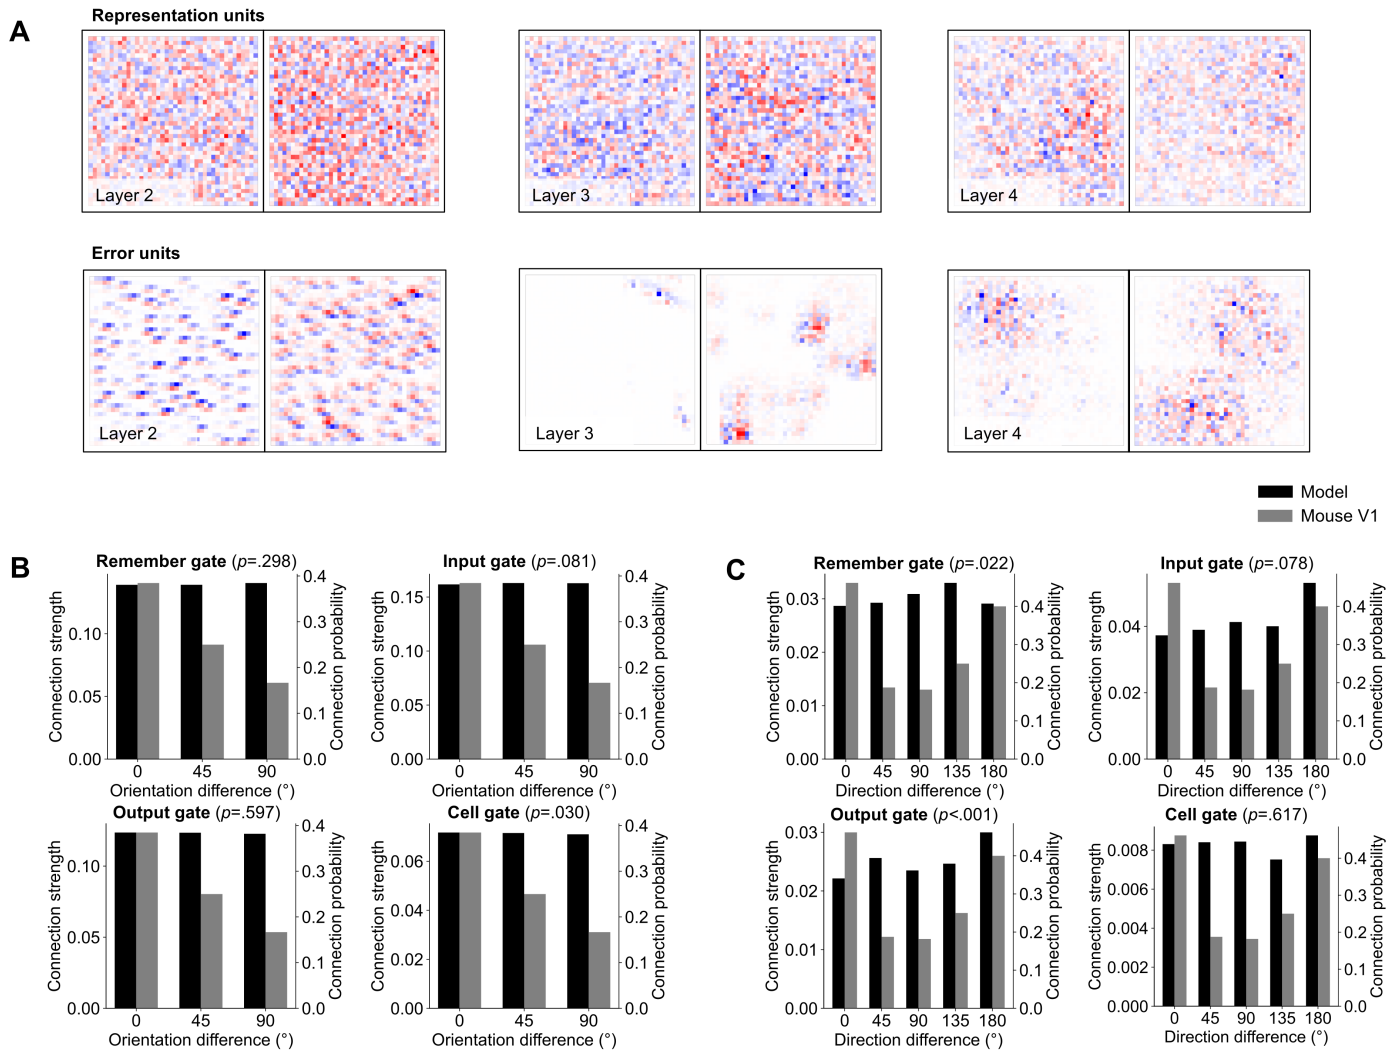 A
Representation units
Layer 2
Layer 3
Layer 4
Error units
Layer 2
Layer 3
Layer 4
Model
Mouse V1
B
Remember gate (p=.298)
Connection strength
0.10
0.05
0.00
0.4
0.3
0.2
0.1
0.0
Connection probability
0 45 90
Orientation difference (°)
Input gate (p=.081)
Connection strength
0.15
0.10
0.05
0.00
0.4
0.3
0.2
0.1
0.0
Connection probability
0 45 90
Orientation difference (°)
Output gate (p=.597)
Connection strength
0.10
0.05
0.00
0.4
0.3
0.2
0.1
0.0
Connection probability
0 45 90
Orientation difference (°)
Cell gate (p=.030)
Connection strength
0.06
0.04
0.02
0.00
0.4
0.3
0.2
0.1
0.0
Connection probability
0 45 90
Orientation difference (°)
C
Remember gate (p=.022)
Connection strength
0.03
0.02
0.01
0.00
0.4
0.3
0.2
0.1
0.0
Connection probability
0 45 90 135 180
Direction difference (°)
Input gate (p=.078)
Connection strength
0.04
0.02
0.00
0.4
0.3
0.2
0.1
0.0
Connection probability
0 45 90 135 180
Direction difference (°)
Output gate (p<.001)
Connection strength
0.03
0.02
0.01
0.00
0.4
0.3
0.2
0.1
0.0
Connection probability
0 45 90 135 180
Direction difference (°)
Cell gate (p=.617)
Connection strength
0.008
0.006
0.004
0.002
0.000
0.4
0.3
0.2
0.1
0.0
Connection probability
0 45 90 135 180
Direction difference (°)